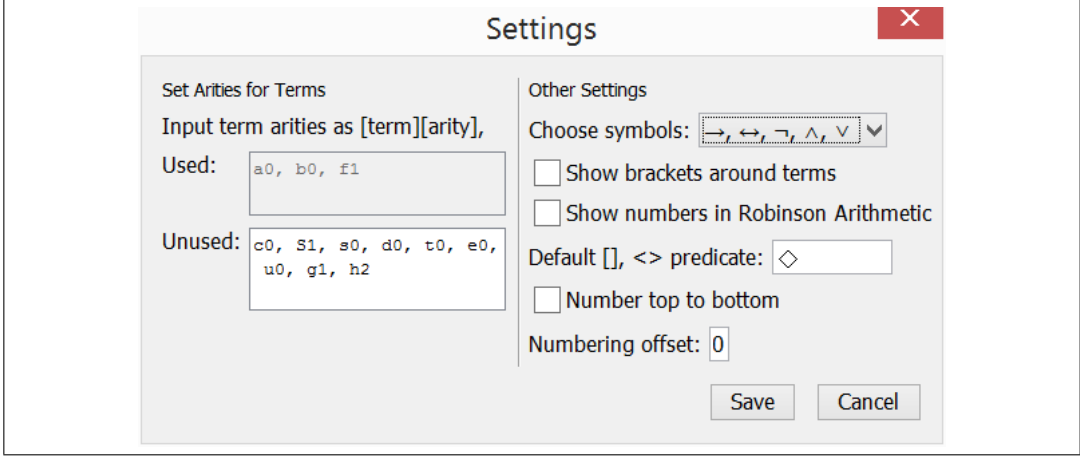 Settings
Set Arities for Terms
Input term arities as [term][arity],
Used: a0, b0, f1
Unused: c0, S1, s0, d0, t0, e0,
u0, g1, h2
Other Settings
Choose symbols: →, ↔, ¬, ∧, ∨
Show brackets around terms
Show numbers in Robinson Arithmetic
Default [], <> predicate: ◇
Number top to bottom
Numbering offset: 0
Save Cancel